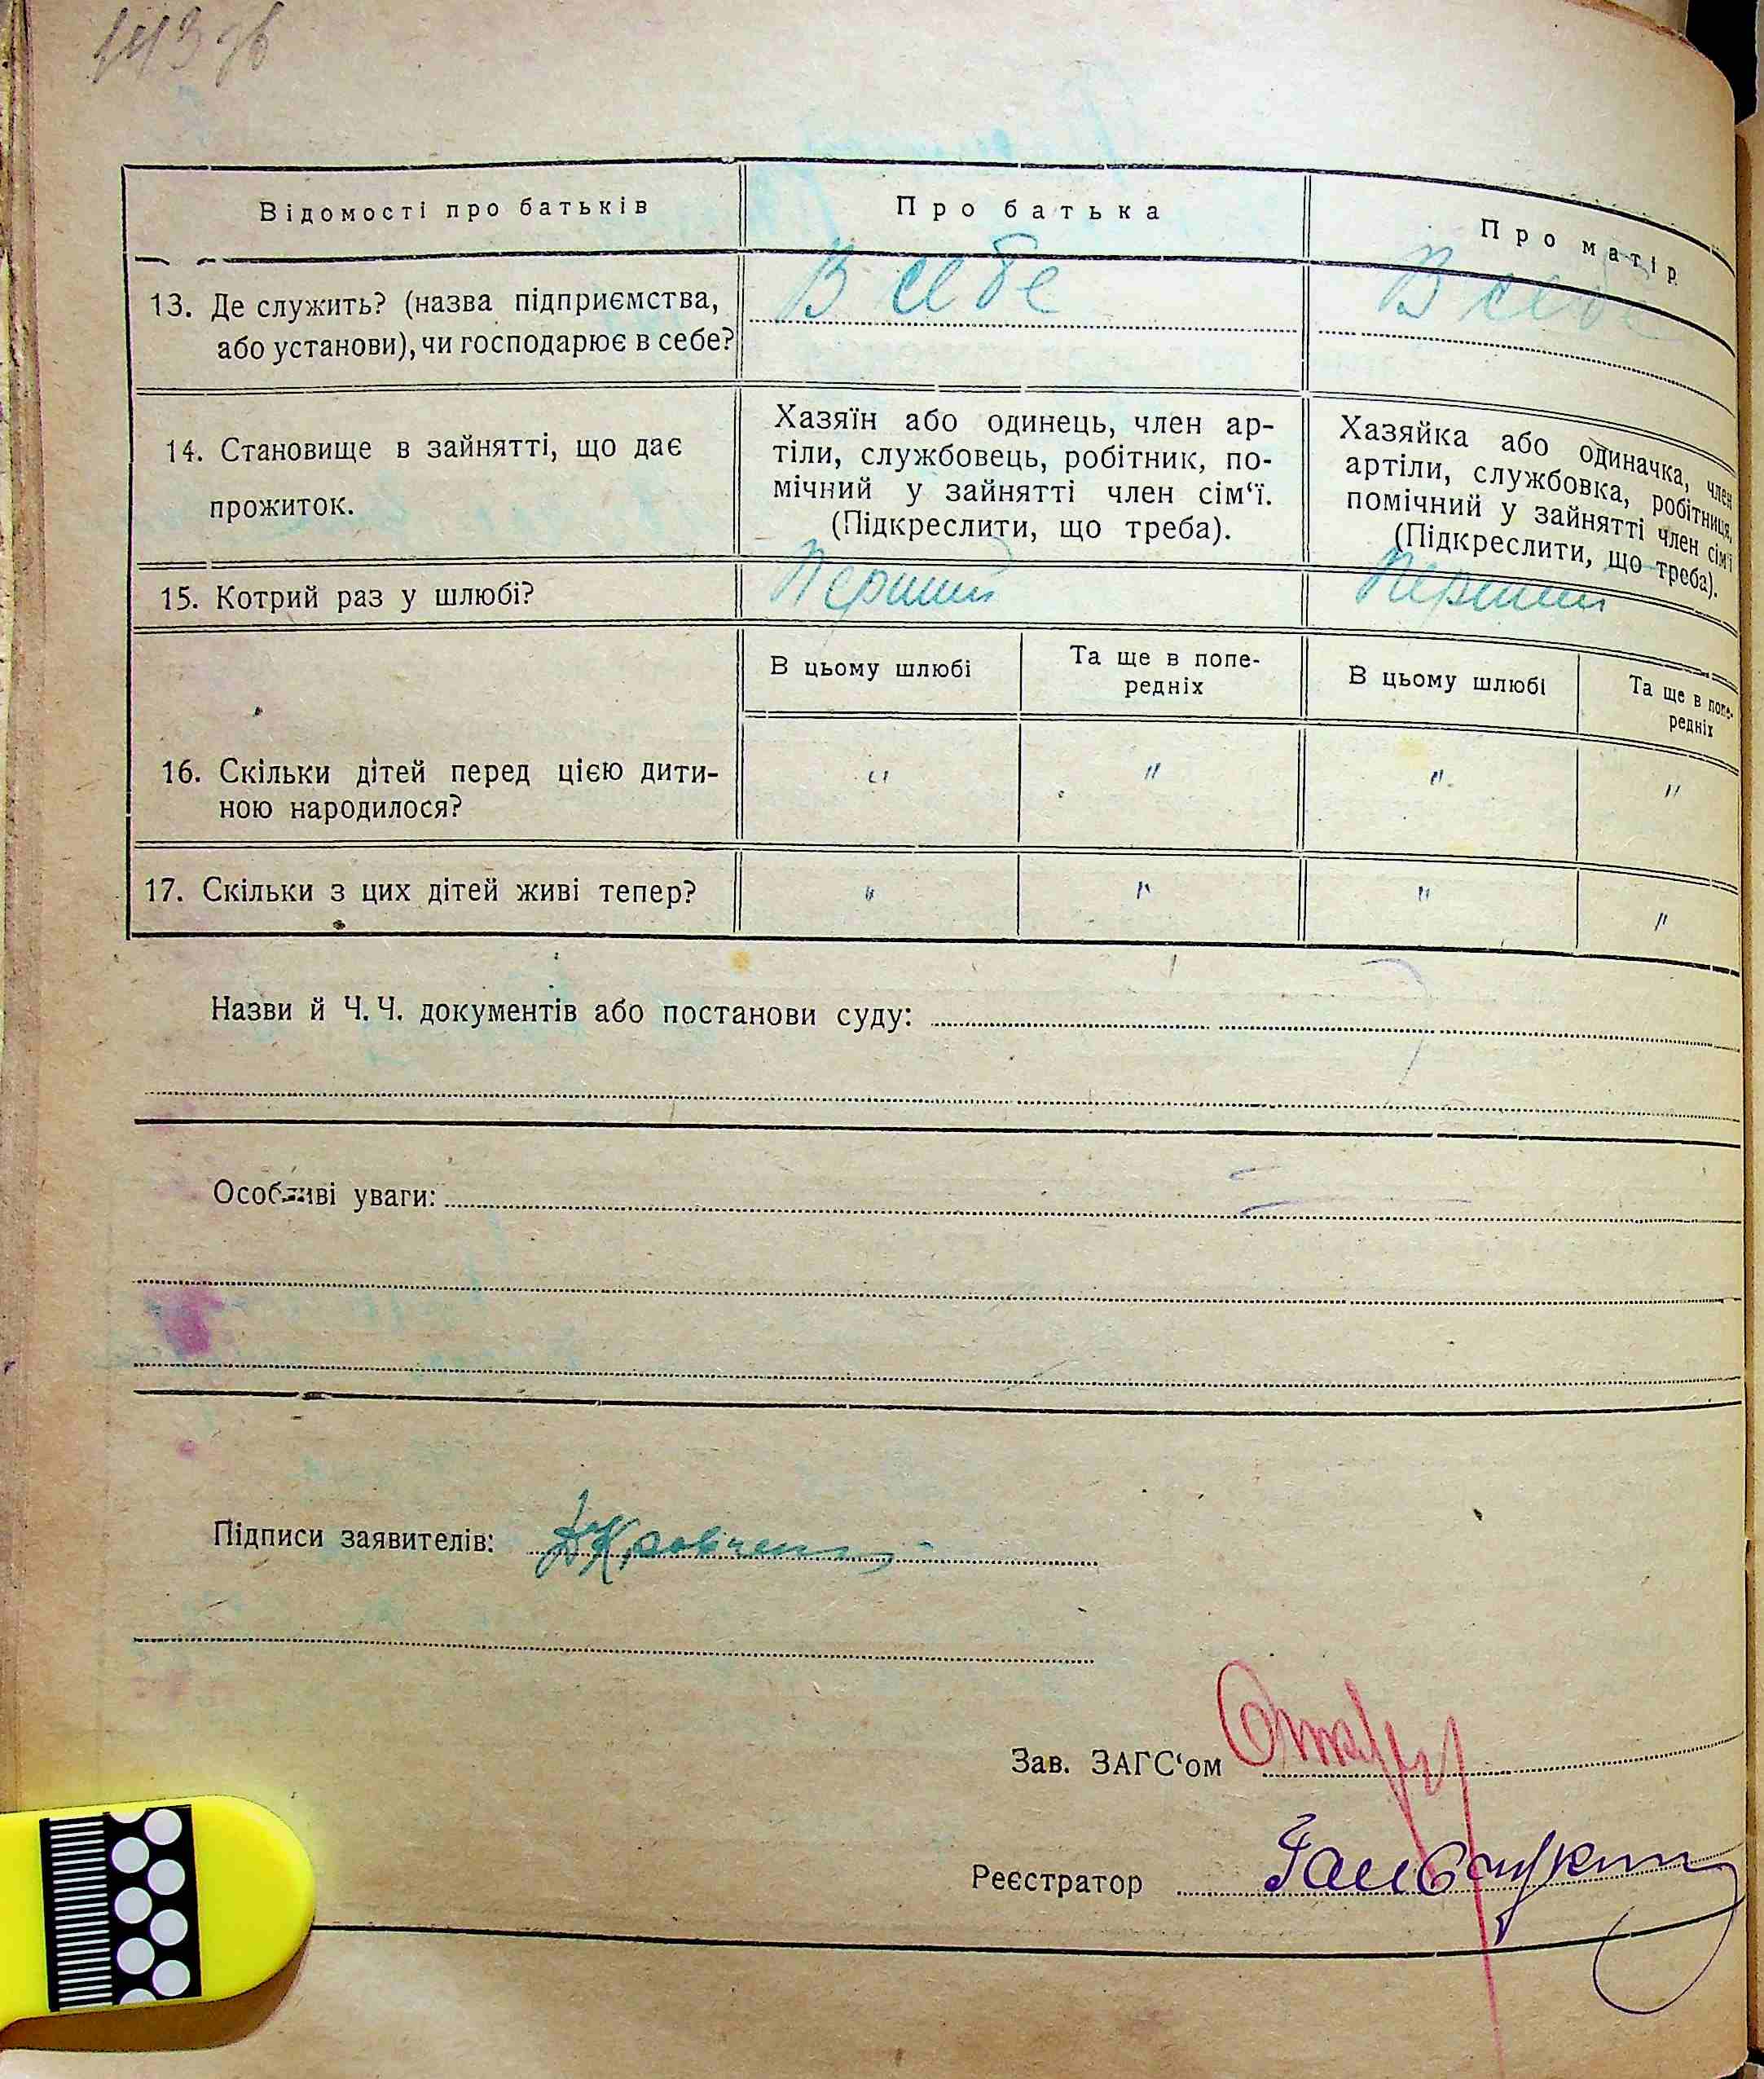 143 зв
Відомості про батьків
Про батька
Про матір
13. Де служить? (назва підприємства,
або установи), чи господарює в себе?
В себе
В себе
14. Становище в зайнятті, що дає
прожиток.
Хазяїн або одинець, член ар-
тіли, службовець, робітник, по-
мічний у зайнятті член сім‘ї.
(Підкреслити, що треба).
Хазяйка або одиначка, член
артіли, службовка, робітниця,
помічний у зайнятті член сім‘ї
(Підкреслити, що треба).
15. Котрий раз у шлюбі?
Перший
Перший
В цьому шлюбі
Та ще в попе-
редніх
В цьому шлюбі
Та ще в попе-
редніх
16. Скільки дітей перед цією дити-
ною народилося?
" " " "
17. Скільки з цих дітей живі тепер?
" " " "
Назви й Ч. Ч. документів або постанови суду:
Особливі уваги:
Підписи заявителів: Кравченко
Зав. ЗАГС‘ом
Реєстратор